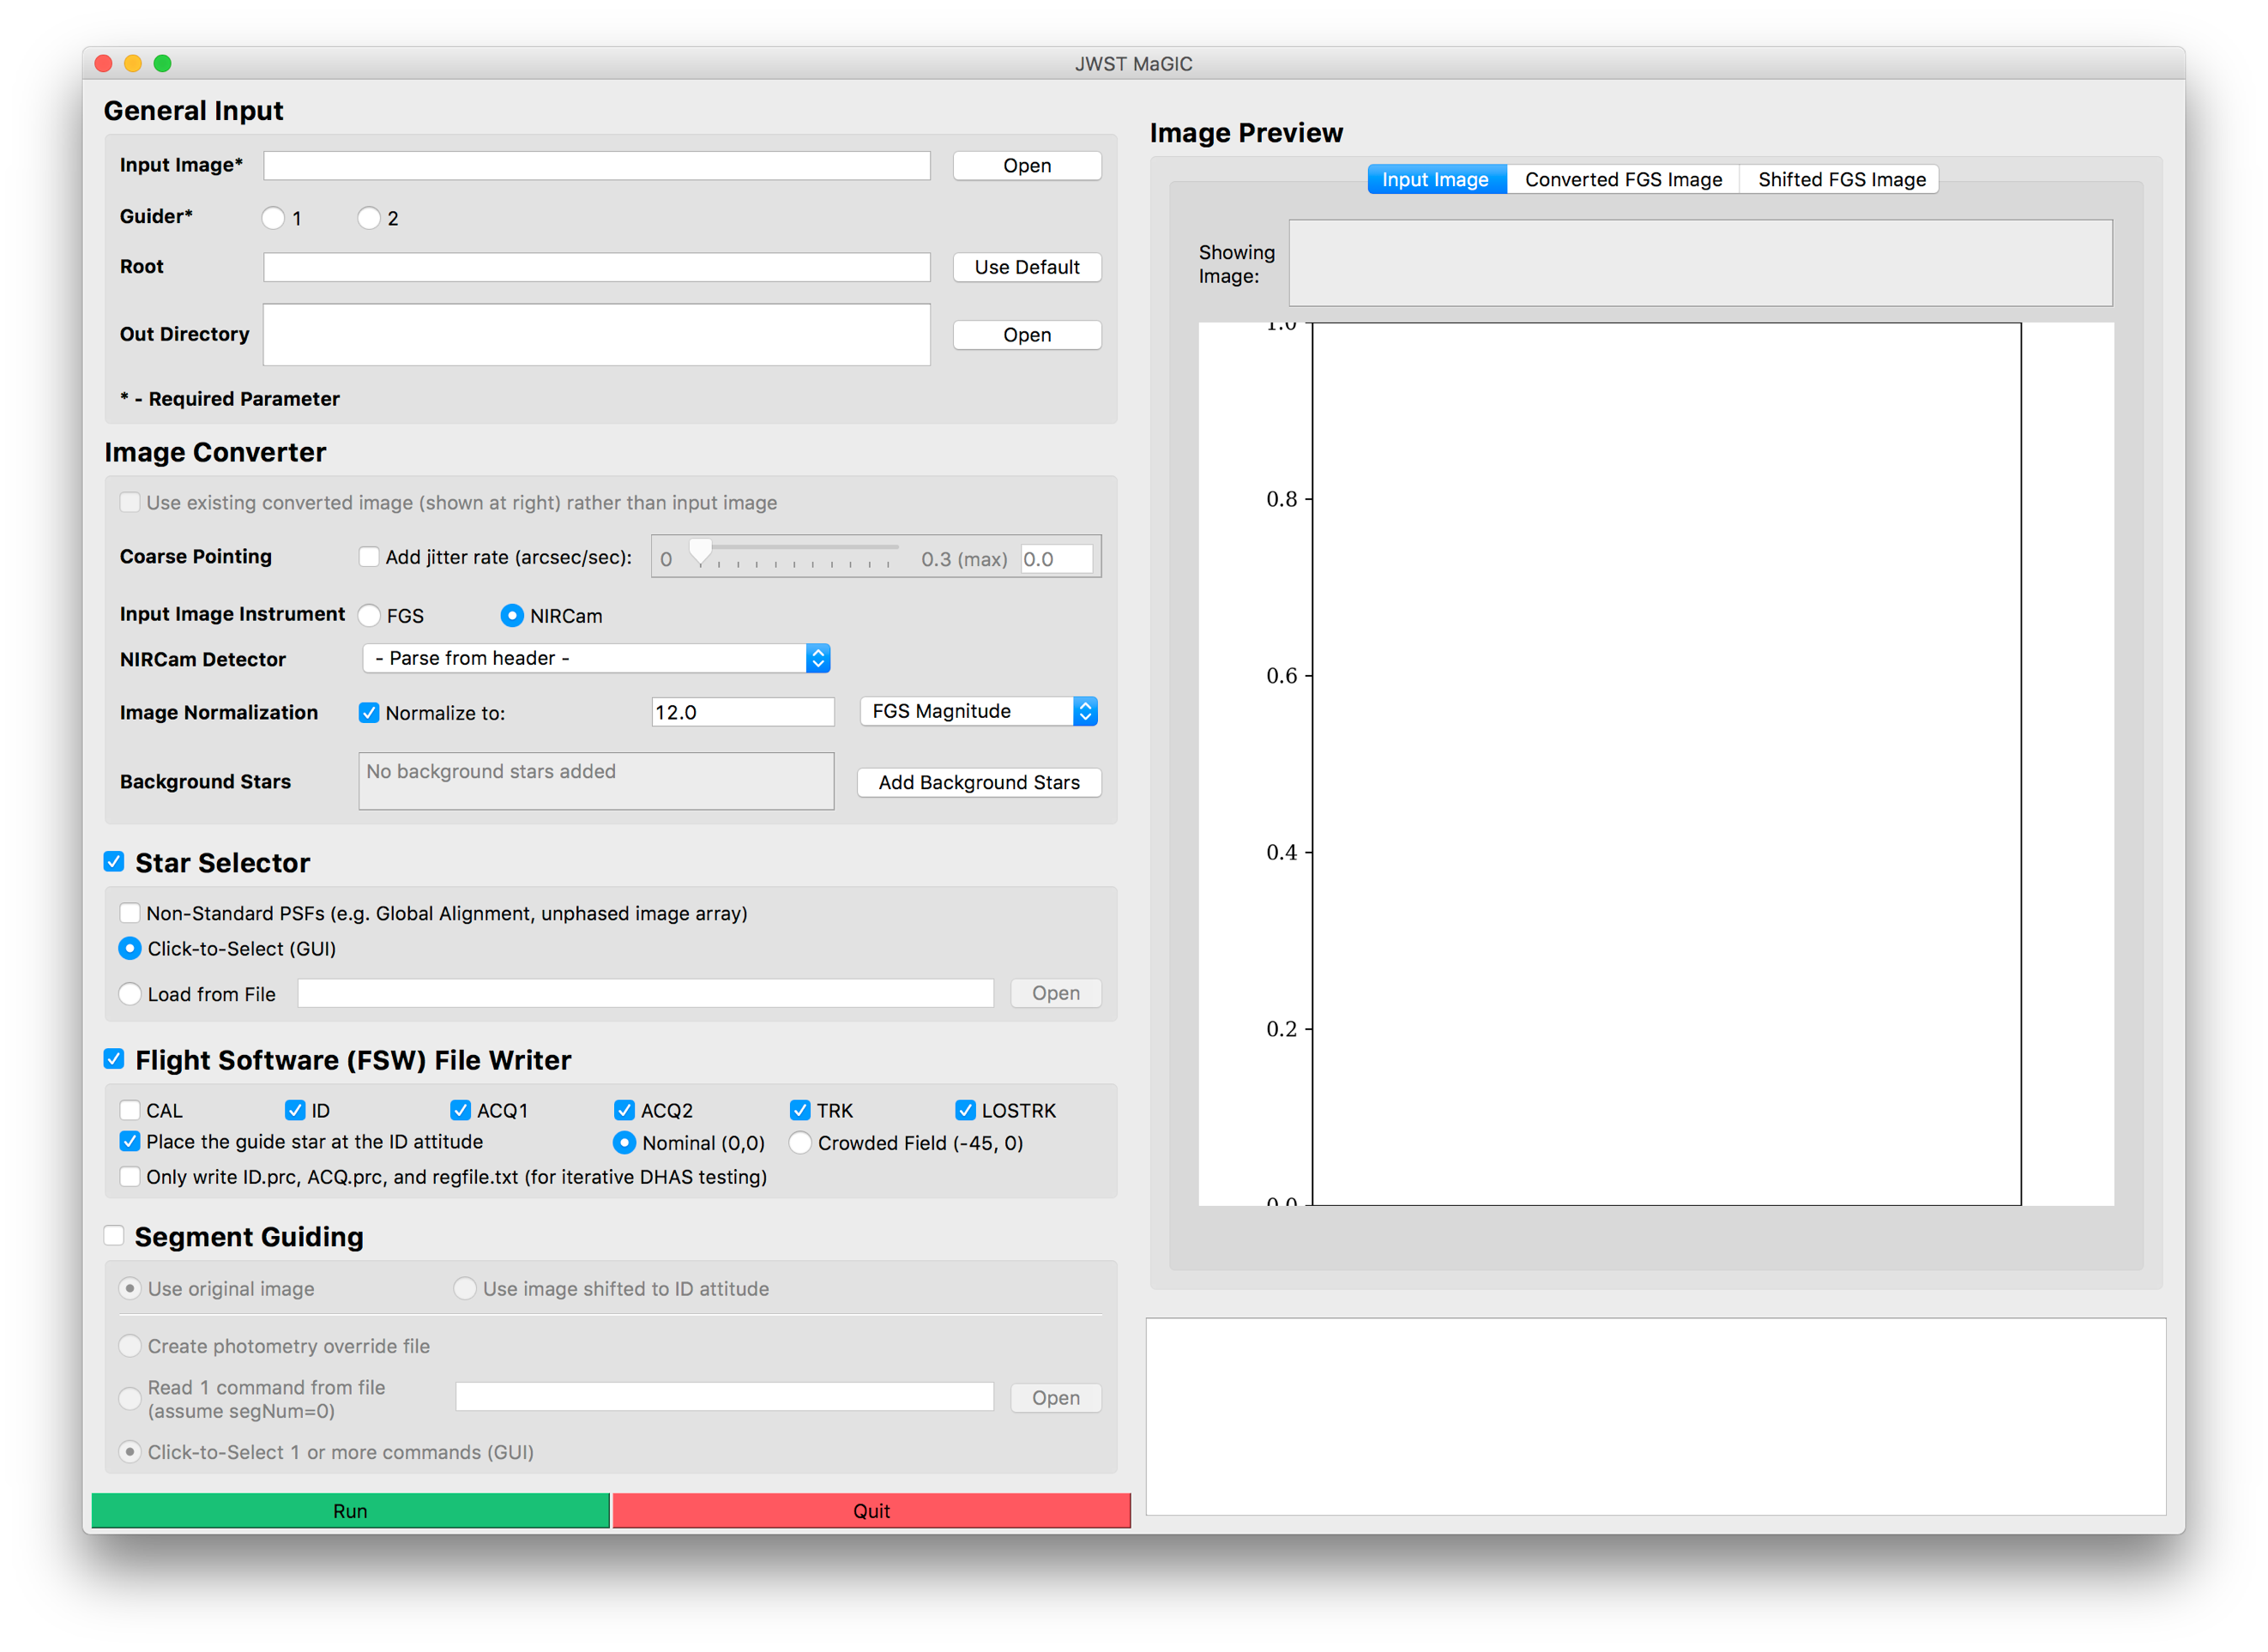 JWST MaGIC
General Input
Input Image* Open
Guider* 1 2
Root Use Default
Out Directory Open
* - Required Parameter
Image Converter
Use existing converted image (shown at right) rather than input image
Coarse Pointing Add jitter rate (arcsec/sec): 0 0.3 (max) 0.0
Input Image Instrument FGS NIRCam
NIRCam Detector - Parse from header -
Image Normalization Normalize to: 12.0 FGS Magnitude
Background Stars No background stars added Add Background Stars
Star Selector
Non-Standard PSFs (e.g. Global Alignment, unphased image array)
Click-to-Select (GUI)
Load from File Open
Flight Software (FSW) File Writer
CAL ID ACQ1 ACQ2 TRK LOSTRK
Place the guide star at the ID attitude Nominal (0,0) Crowded Field (-45, 0)
Only write ID.prc, ACQ.prc, and regfile.txt (for iterative DHAS testing)
Segment Guiding
Use original image Use image shifted to ID attitude
Create photometry override file
Read 1 command from file
(assume segNum=0)
Open
Click-to-Select 1 or more commands (GUI)
Run Quit
Image Preview
Input Image Converted FGS Image Shifted FGS Image
Showing
Image:
1.0
0.8
0.6
0.4
0.2
0.0